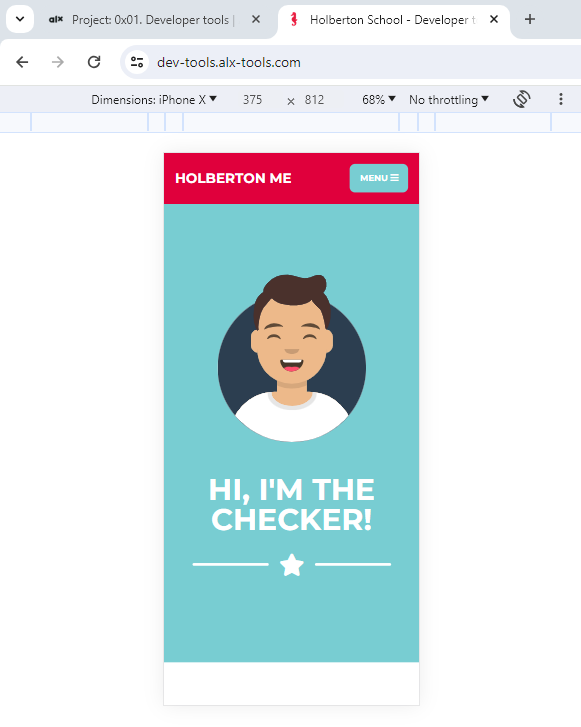 alx Project: 0x01. Developer tools |
Holberton School - Developer t
dev-tools.alx-tools.com
Dimensions: iPhone X 375 × 812 68% No throttling
HOLBERTON ME
MENU
HI, I'M THE
CHECKER!